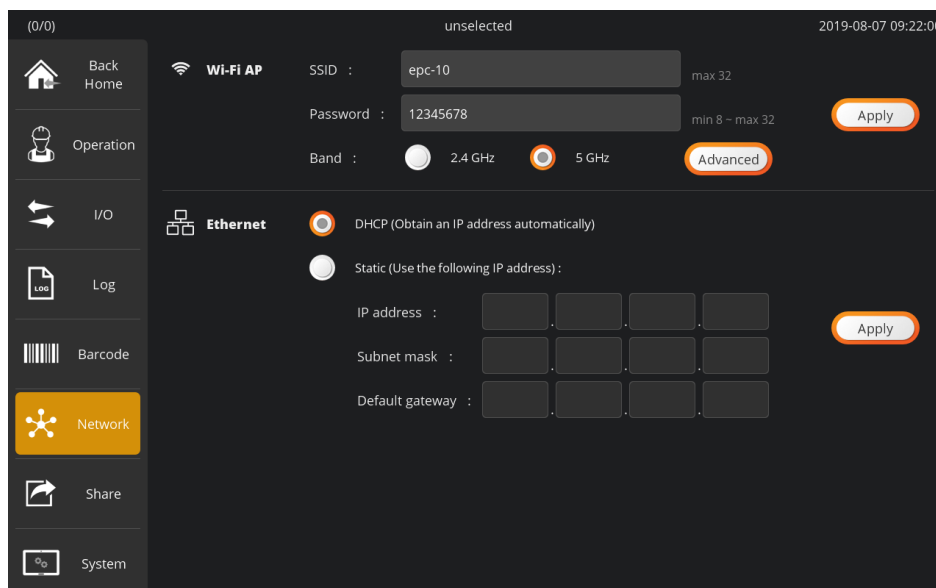 (0/0)
unselected
2019-08-07 09:22:00
Back
Home
Operation
I/O
LOG
Log
Barcode
Network
Share
System
Wi-Fi AP
SSID :
epc-10
max 32
Password :
12345678
min 8 ~ max 32
Apply
Band :
2.4 GHz
5 GHz
Advanced
Ethernet
DHCP (Obtain an IP address automatically)
Static (Use the following IP address) :
IP address :
. . .
Subnet mask :
. . .
Default gateway :
. . .
Apply